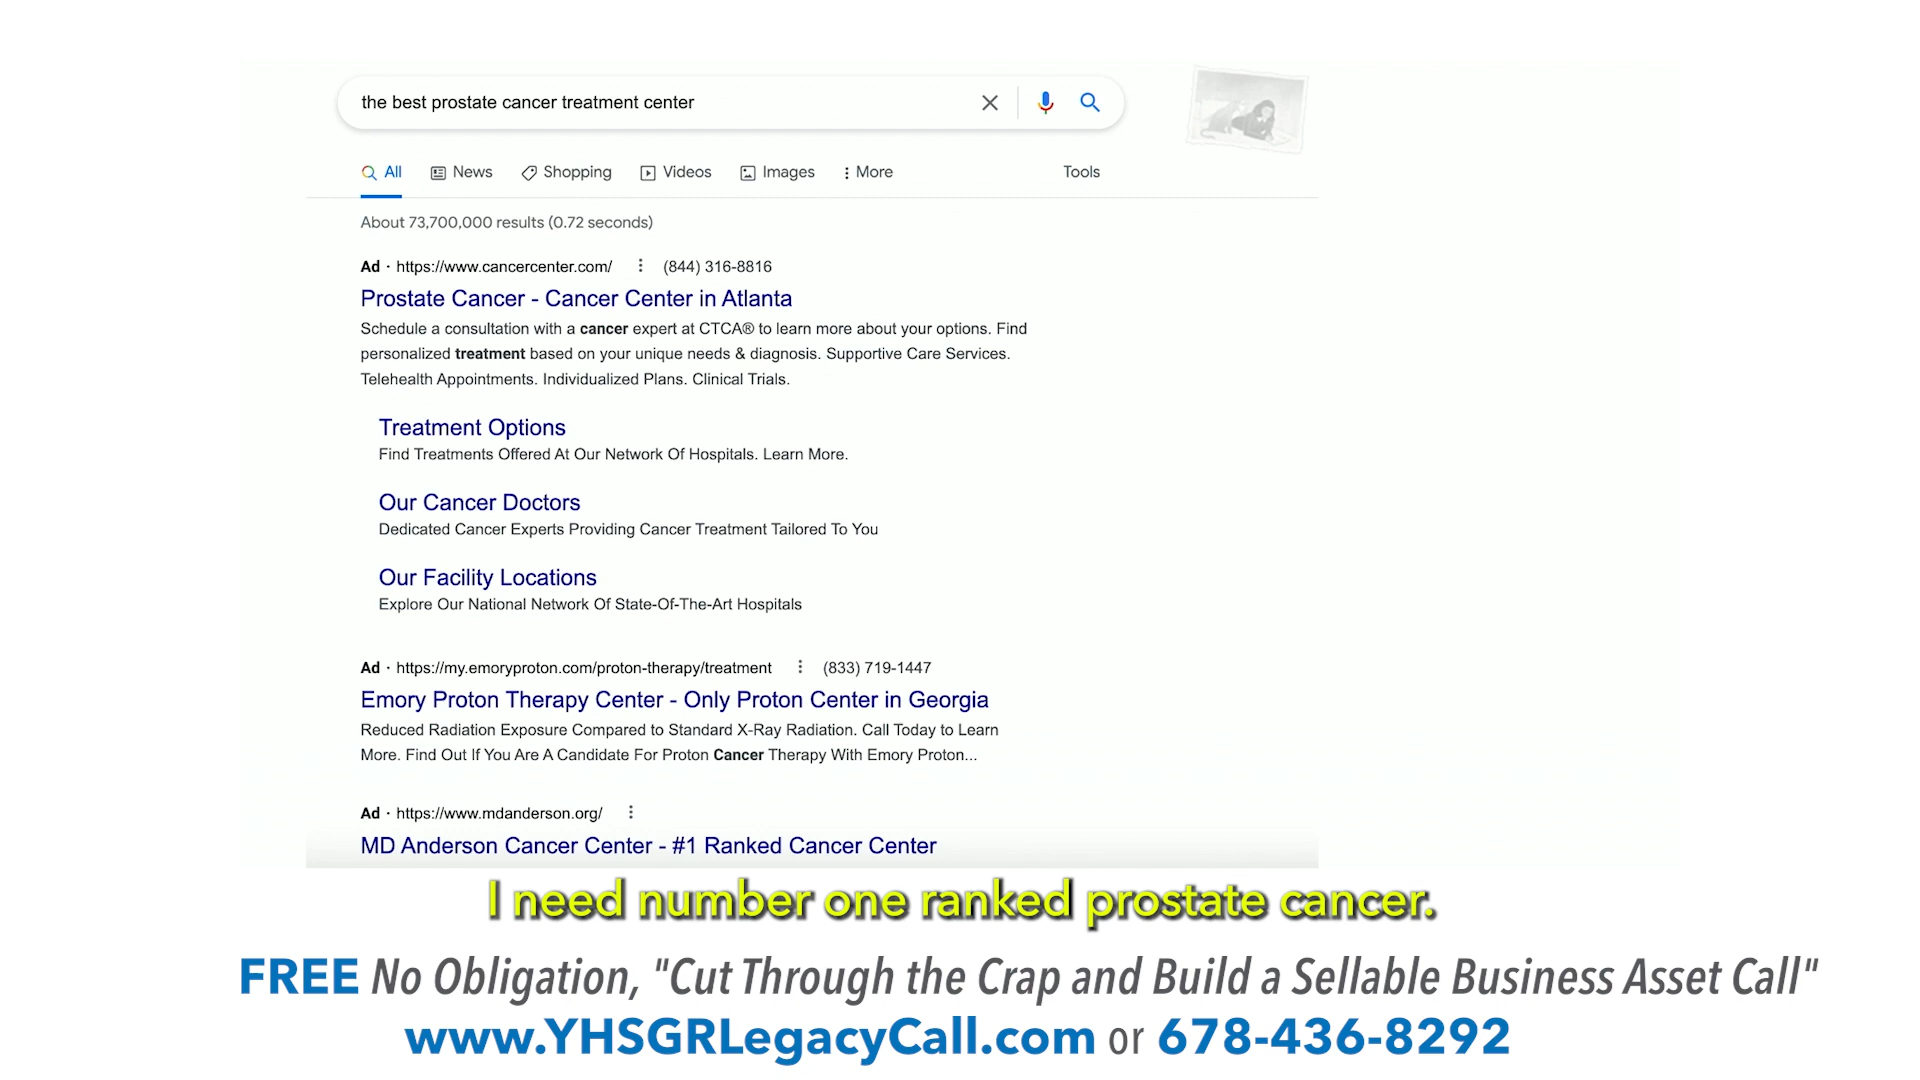 the best prostate cancer treatment center
All News Shopping Videos Images More Tools
About 73,700,000 results (0.72 seconds)
Ad · https://www.cancercenter.com/ (844) 316-8816
Prostate Cancer - Cancer Center in Atlanta
Schedule a consultation with a cancer expert at CTCA® to learn more about your options. Find
personalized treatment based on your unique needs & diagnosis. Supportive Care Services.
Telehealth Appointments. Individualized Plans. Clinical Trials.
Treatment Options
Find Treatments Offered At Our Network Of Hospitals. Learn More.
Our Cancer Doctors
Dedicated Cancer Experts Providing Cancer Treatment Tailored To You
Our Facility Locations
Explore Our National Network Of State-Of-The-Art Hospitals
Ad · https://my.emoryproton.com/proton-therapy/treatment (833) 719-1447
Emory Proton Therapy Center - Only Proton Center in Georgia
Reduced Radiation Exposure Compared to Standard X-Ray Radiation. Call Today to Learn
More. Find Out If You Are A Candidate For Proton Cancer Therapy With Emory Proton...
Ad · https://www.mdanderson.org/
MD Anderson Cancer Center - #1 Ranked Cancer Center
I need number one ranked prostate cancer.
FREE No Obligation, "Cut Through the Crap and Build a Sellable Business Asset Call"
www.YHSGRLegacyCall.com or 678-436-8292